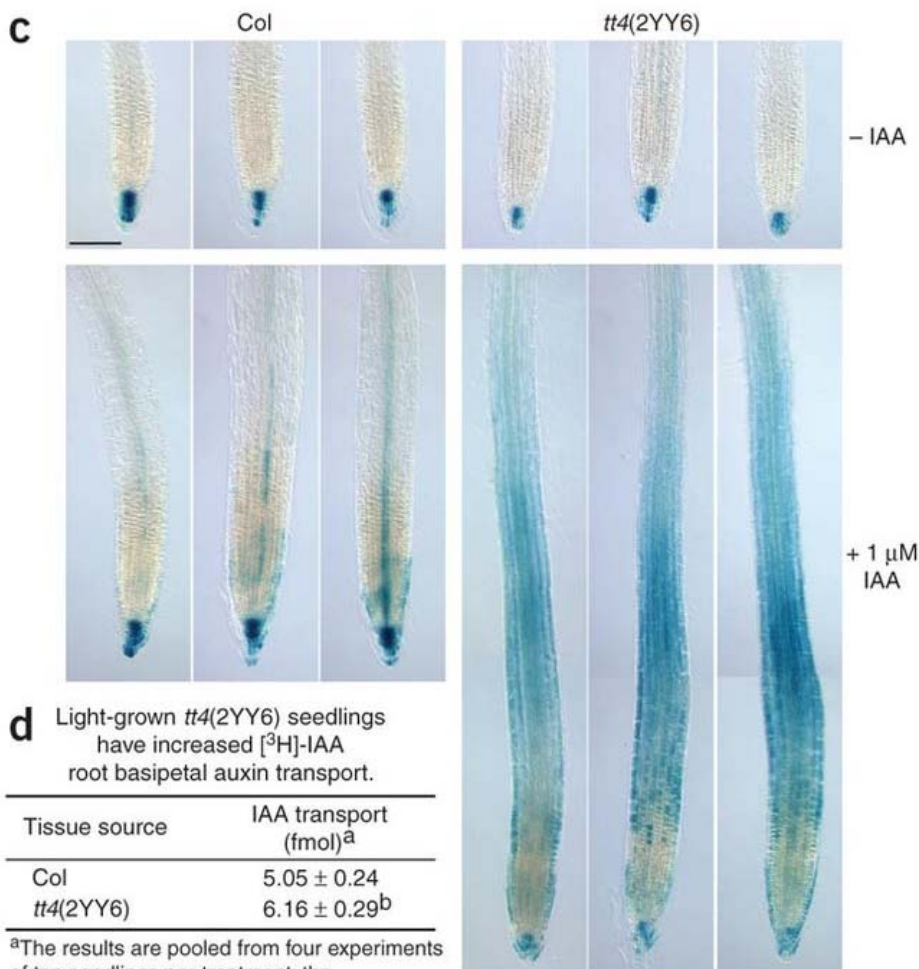 c
Col
tt4(2YY6)
– IAA
+ 1 µM
IAA
d Light-grown tt4(2YY6) seedlings
have increased [³H]-IAA
root basipetal auxin transport.
Tissue source
IAA transport
(fmol)ᵃ
Col 5.05 ± 0.24
tt4(2YY6) 6.16 ± 0.29ᵇ
ᵃThe results are pooled from four experiments